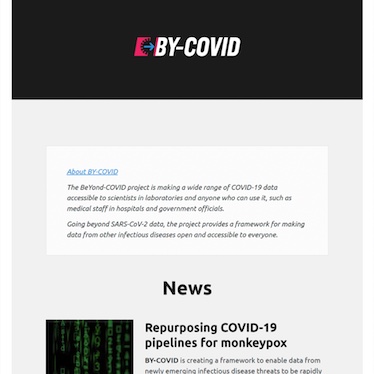 BY-COVID
About BY-COVID
The BeYond-COVID project is making a wide range of COVID-19 data
accessible to scientists in laboratories and anyone who can use it, such as
medical staff in hospitals and government officials.
Going beyond SARS-CoV-2 data, the project provides a framework for making
data from other infectious diseases open and accessible to everyone.
News
Repurposing COVID-19
pipelines for monkeypox
BY-COVID is creating a framework to enable data from
newly emerging infectious disease threats to be rapidly